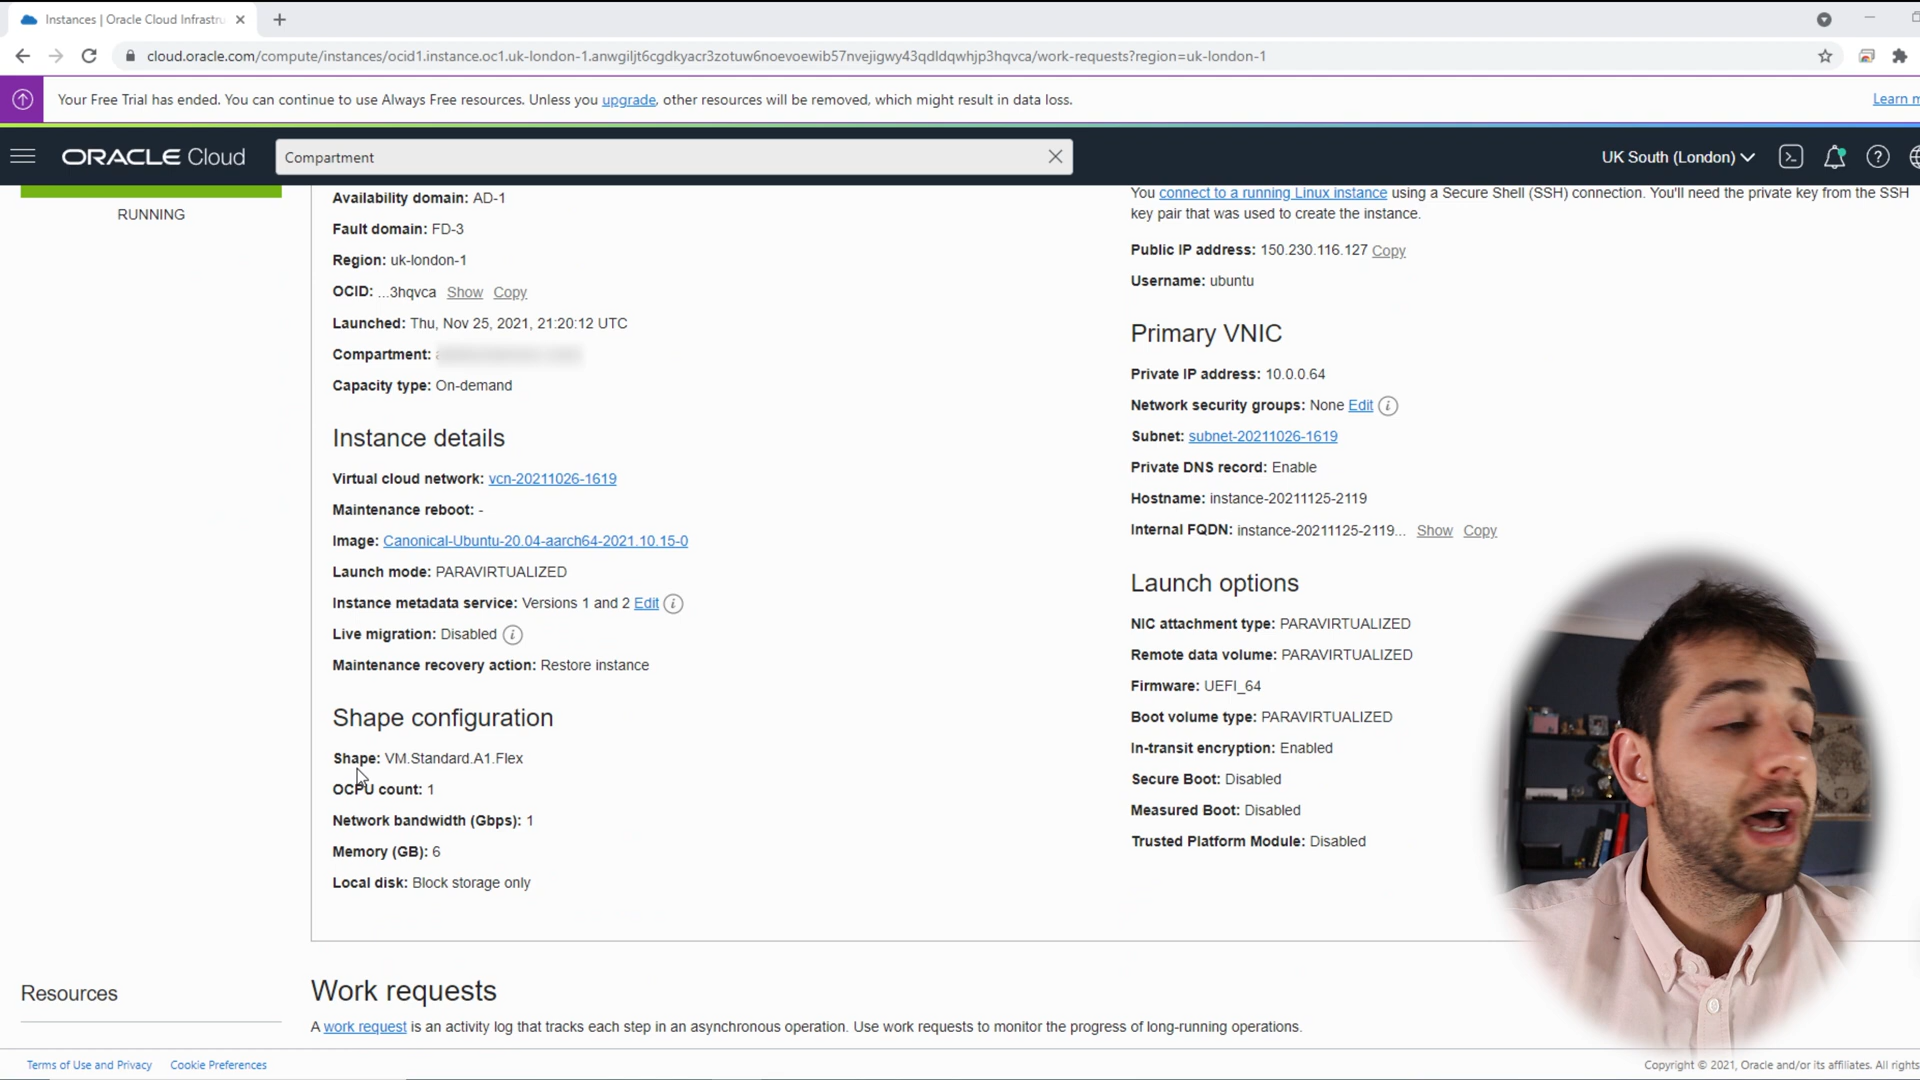 Instances | Oracle Cloud Infrastru
cloud.oracle.com/compute/instances/ocid1.instance.oc1.uk-london-1.anwgiljt6cgdkyacr3zotuw6noevoewib57nvejigwy43qdldqwhjp3hqvca/work-requests?region=uk-london-1
Your Free Trial has ended. You can continue to use Always Free resources. Unless you upgrade, other resources will be removed, which might result in data loss.
Learn m
ORACLE Cloud
Compartment
UK South (London)
RUNNING
Availability domain: AD-1
Fault domain: FD-3
Region: uk-london-1
OCID: ...3hqvca Show Copy
Launched: Thu, Nov 25, 2021, 21:20:12 UTC
Compartment:
Capacity type: On-demand
Instance details
Virtual cloud network: vcn-20211026-1619
Maintenance reboot: -
Image: Canonical-Ubuntu-20.04-aarch64-2021.10.15-0
Launch mode: PARAVIRTUALIZED
Instance metadata service: Versions 1 and 2 Edit
Live migration: Disabled
Maintenance recovery action: Restore instance
Shape configuration
Shape: VM.Standard.A1.Flex
OCPU count: 1
Network bandwidth (Gbps): 1
Memory (GB): 6
Local disk: Block storage only
You connect to a running Linux instance using a Secure Shell (SSH) connection. You'll need the private key from the SSH
key pair that was used to create the instance.
Public IP address: 150.230.116.127 Copy
Username: ubuntu
Primary VNIC
Private IP address: 10.0.0.64
Network security groups: None Edit
Subnet: subnet-20211026-1619
Private DNS record: Enable
Hostname: instance-20211125-2119
Internal FQDN: instance-20211125-2119... Show Copy
Launch options
NIC attachment type: PARAVIRTUALIZED
Remote data volume: PARAVIRTUALIZED
Firmware: UEFI_64
Boot volume type: PARAVIRTUALIZED
In-transit encryption: Enabled
Secure Boot: Disabled
Measured Boot: Disabled
Trusted Platform Module: Disabled
Resources
Work requests
A work request is an activity log that tracks each step in an asynchronous operation. Use work requests to monitor the progress of long-running operations.
Terms of Use and Privacy
Cookie Preferences
Copyright © 2021, Oracle and/or its affiliates. All rights